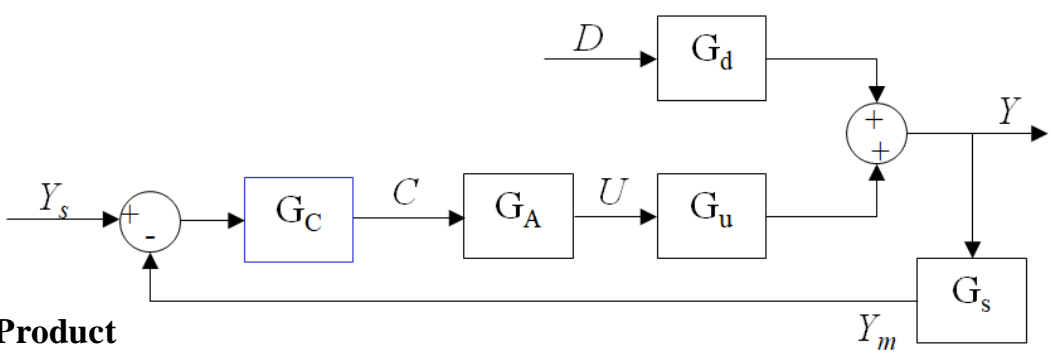 D
G_d
+
+
Y
Y_s
+
-
G_C
C
G_A
U
G_u
G_s
Y_m
Product